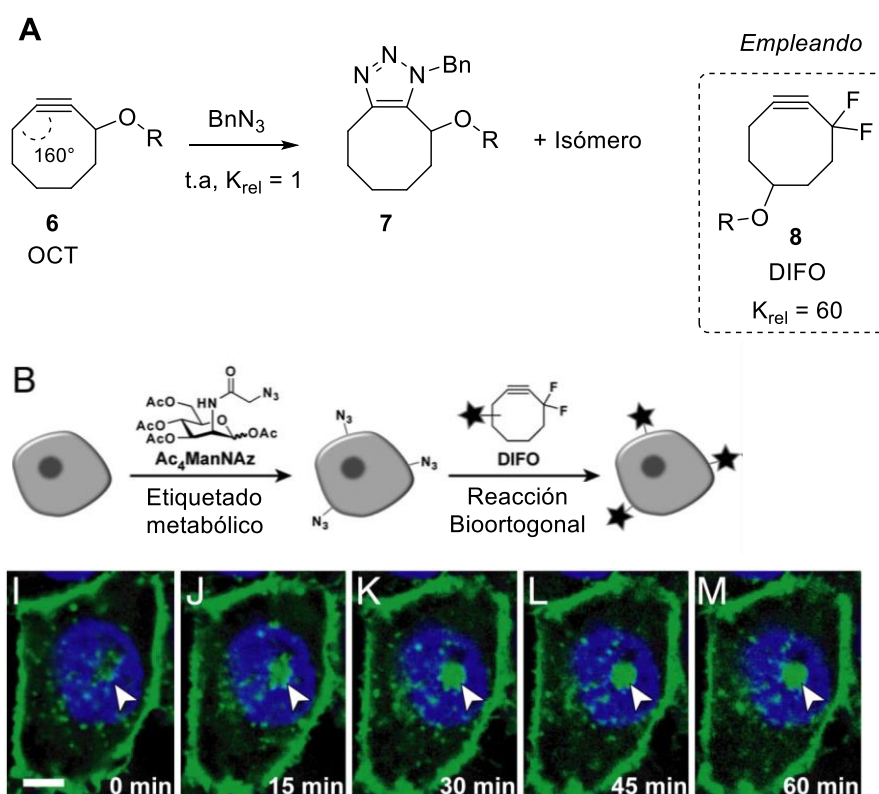 A
Empleando
160°
O
R
6
OCT
BnN3
t.a, Krel = 1
N
N
N
Bn
O
R
7
+ Isómero
F
F
R
O
8
DIFO
Krel = 60
B
O
HN
N3
AcO
AcO
AcO
O
OAc
Ac4ManNAz
Etiquetado
metabólico
N3
N3
N3
F
F
DIFO
Reacción
Bioortogonal
I
0 min
J
15 min
K
30 min
L
45 min
M
60 min